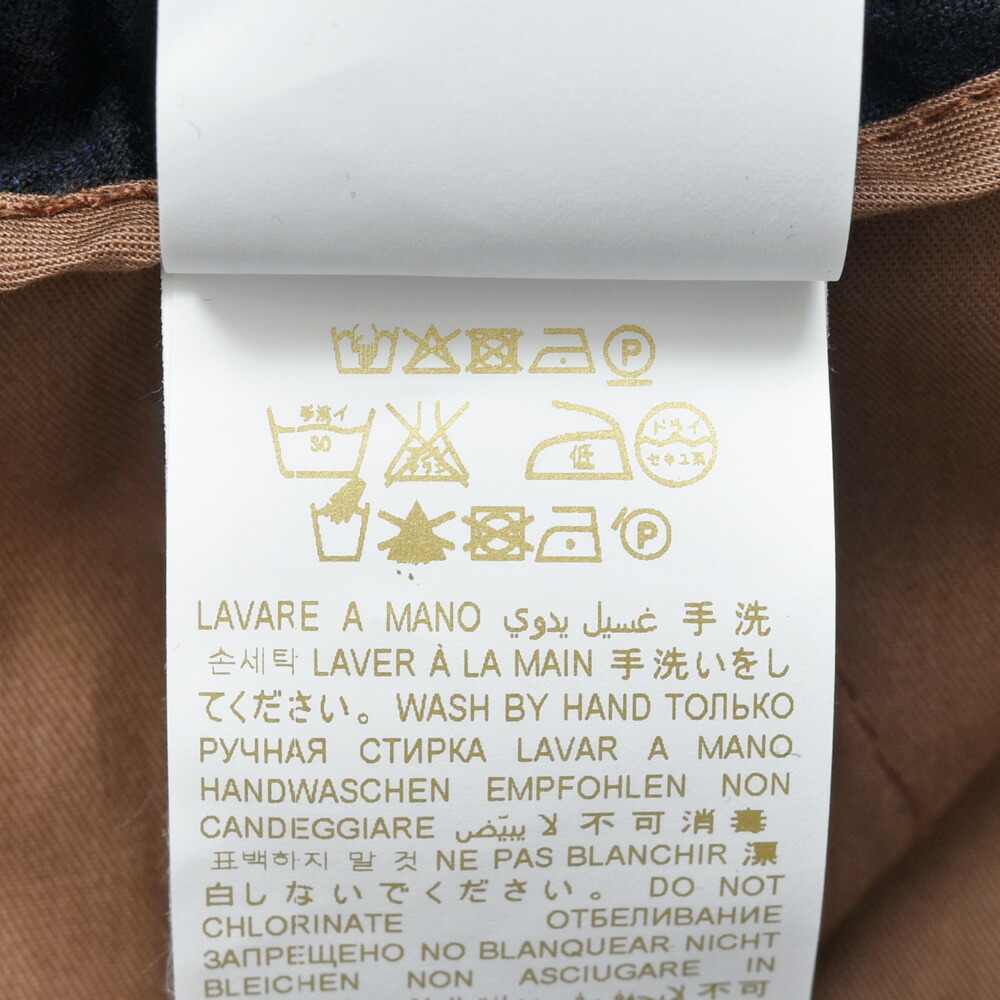 P
手洗イ
30
低
ドライ
セキユ系
P
LAVARE A MANO غسيل يدوي 手 洗
손세탁 LAVER À LA MAIN 手洗いをし
てください。 WASH BY HAND ТОЛЬКО
РУЧНАЯ СТИРКА LAVAR A MANO
HANDWASCHEN EMPFOHLEN NON
CANDEGGIARE لا يبيّض 不可消毒
표백하지 말 것 NE PAS BLANCHIR 漂
白しないでください。 DO NOT
CHLORINATE ОТБЕЛИВАНИЕ
ЗАПРЕЩЕНО NO BLANQUEAR NICHT
BLEICHEN NON ASCIUGARE IN
不可